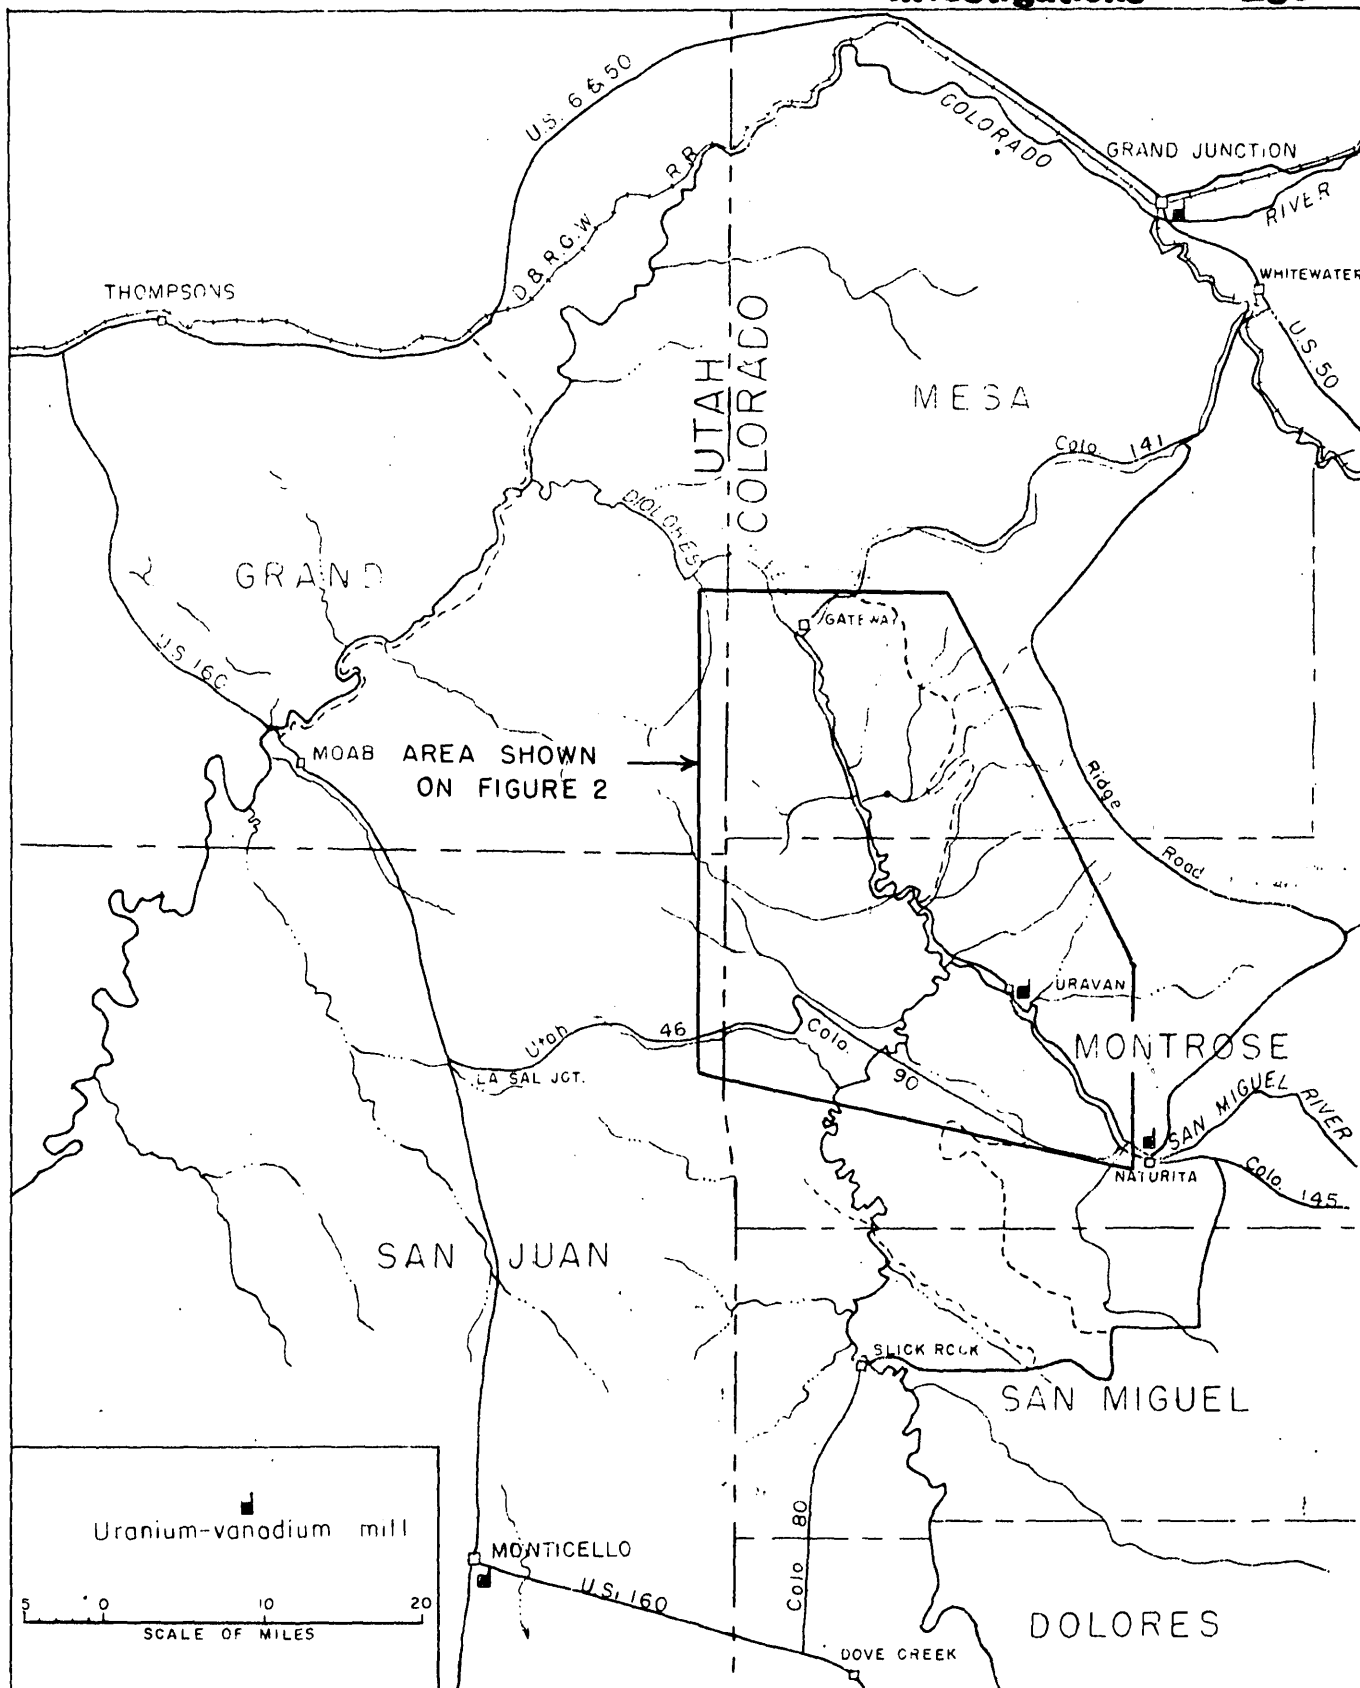 U.S. 6 & 50
COLORADO
GRAND JUNCTION
RIVER
D & R.G.W. R.R.
WHITEWATER
THOMPSONS
U.S. 50
UTAH
COLORADO
MESA
Colo. 141
DOLORES
GRAND
GATEWAY
U.S. 160
MOAB
AREA SHOWN
ON FIGURE 2
Ridge
Road
URAVAN
Utah 46
Colo. 90
MONTROSE
LA SAL JCT.
SAN MIGUEL RIVER
NATURITA
Colo. 145
SAN JUAN
SLICK ROCK
SAN MIGUEL
Uranium-vanadium mill
MONTICELLO
Colo 80
U.S. 160
5 0 10 20
SCALE OF MILES
DOLORES
DOVE CREEK